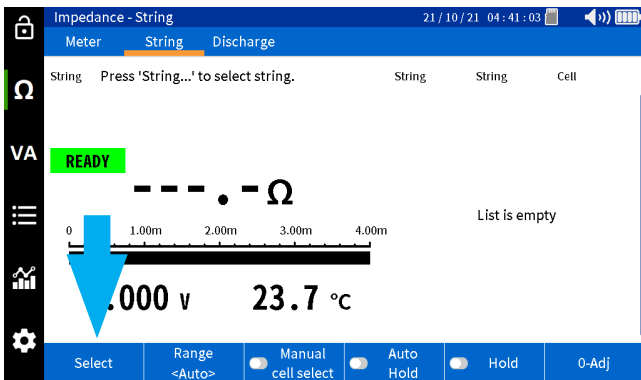 Impedance - String
21 / 10 / 21 04 : 41 : 03
Meter String Discharge
String Press 'String...' to select string. String String Cell
Ω
VA
READY
---.-Ω
List is empty
0 1.00m 2.00m 3.00m 4.00m
.000 V 23.7 °C
Select
Range
<Auto>
Manual
cell select
Auto
Hold
Hold
0-Adj